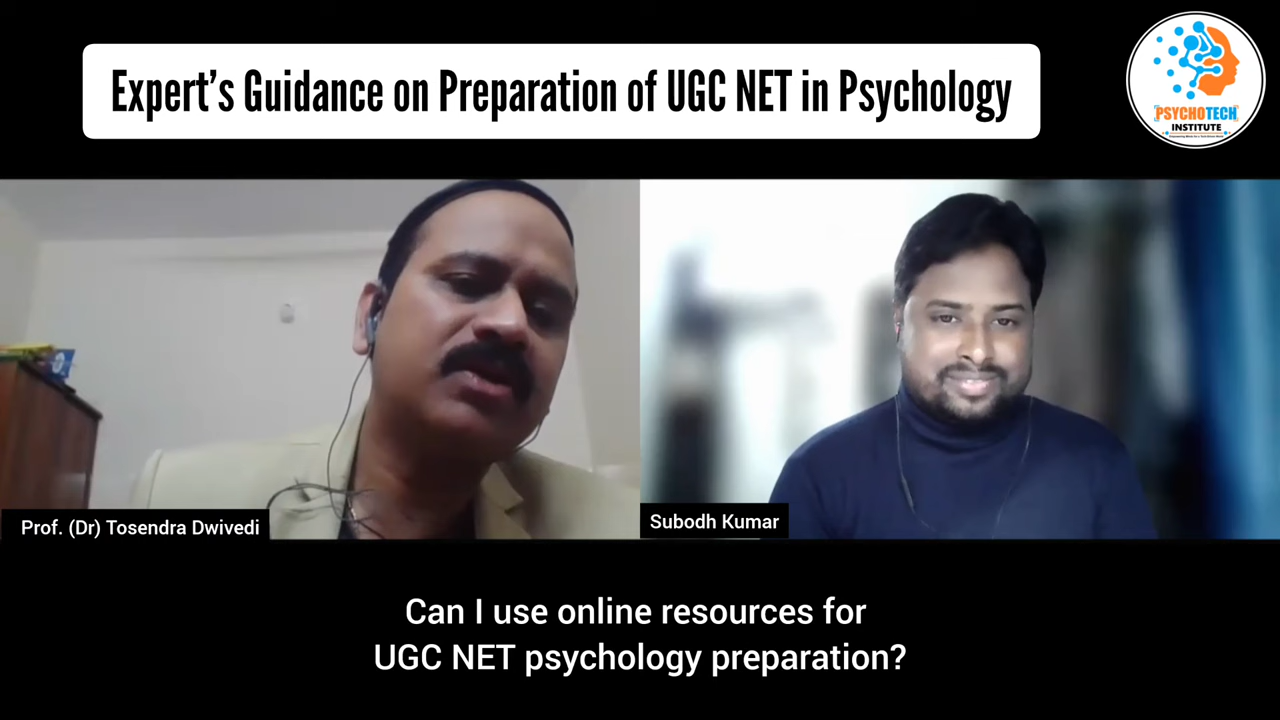 Expert’s Guidance on Preparation of UGC NET in Psychology
PSYCHOTECH
INSTITUTE
Prof. (Dr) Tosendra Dwivedi
Subodh Kumar
Can I use online resources for
UGC NET psychology preparation?